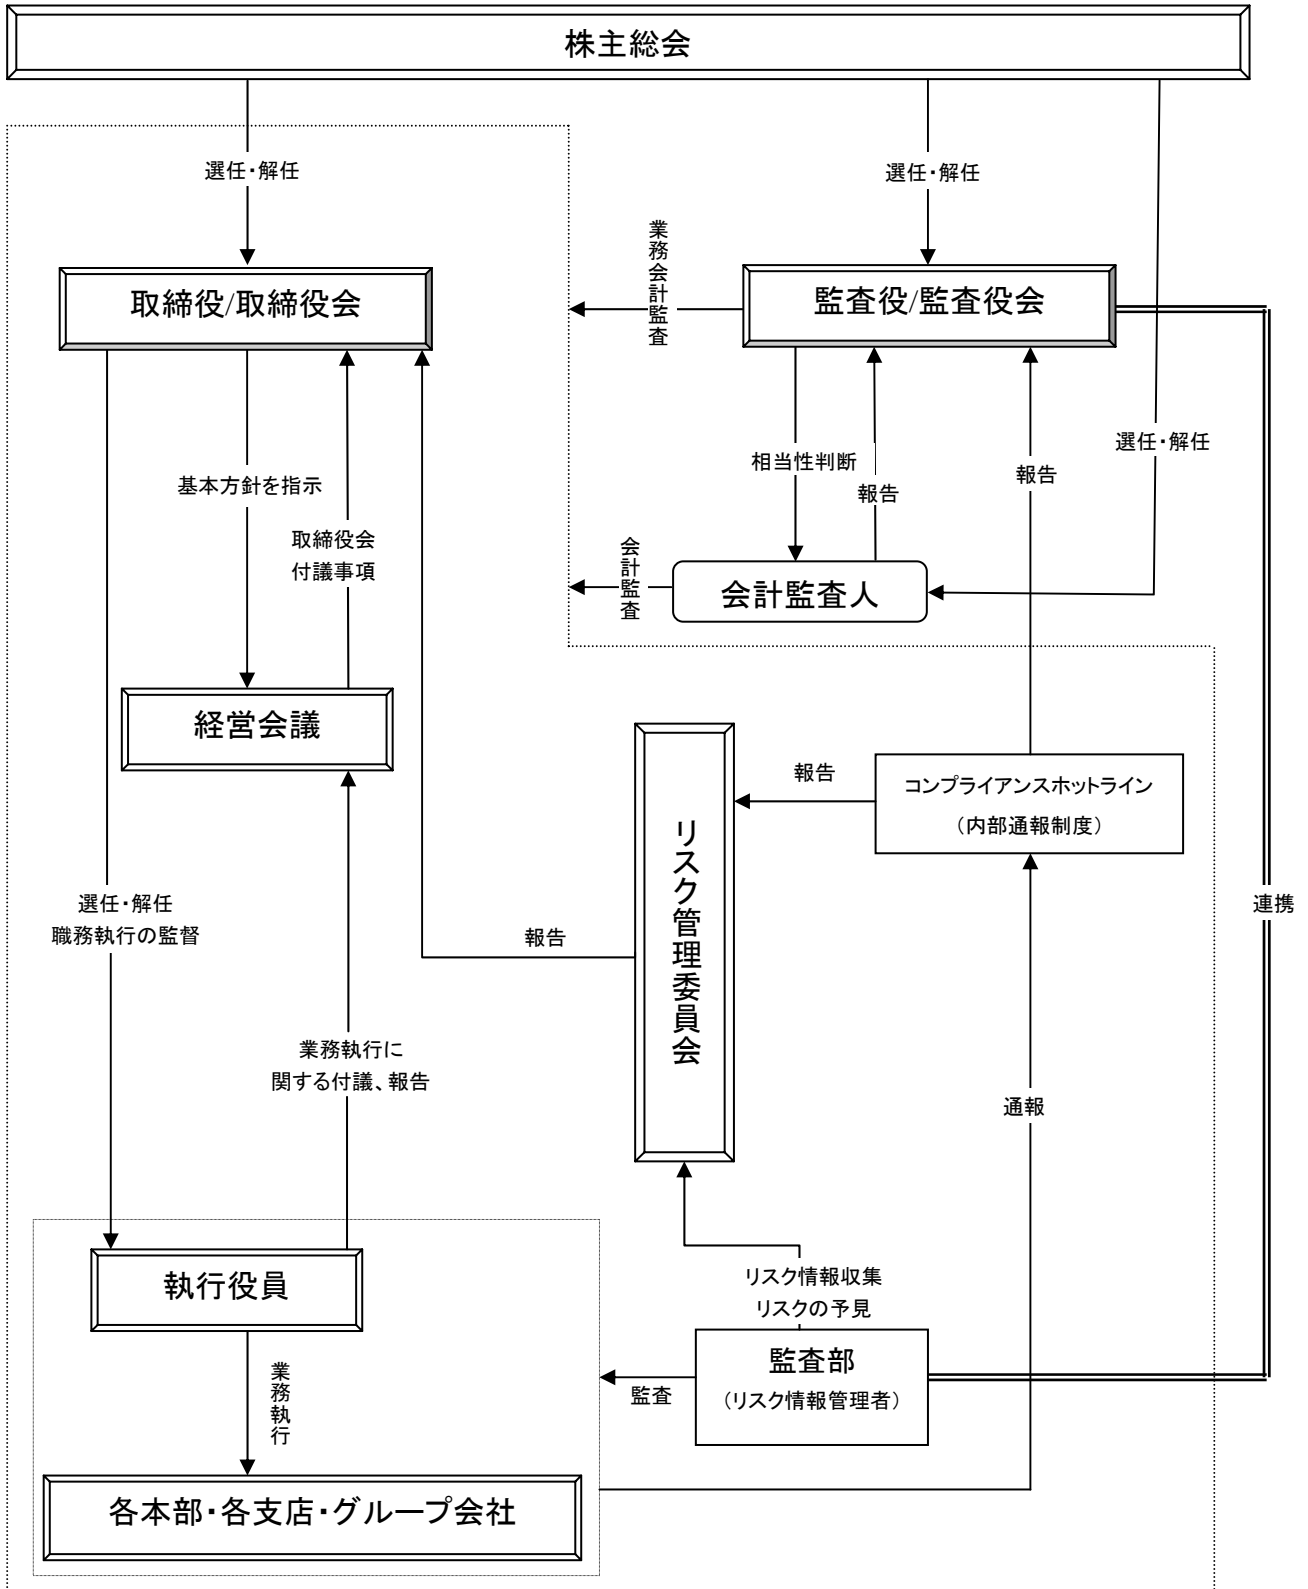 株主総会
選任・解任
選任・解任
業務会計監査
取締役/取締役会
監査役/監査役会
選任・解任
相当性判断
報告
報告
基本方針を指示
取締役会
付議事項
会計監査
会計監査人
経営会議
リスク管理委員会
報告
コンプライアンスホットライン
（内部通報制度）
選任・解任
職務執行の監督
報告
連携
業務執行に
関する付議、報告
通報
執行役員
リスク情報収集
リスクの予見
監査部
（リスク情報管理者）
監査
業務執行
各本部・各支店・グループ会社